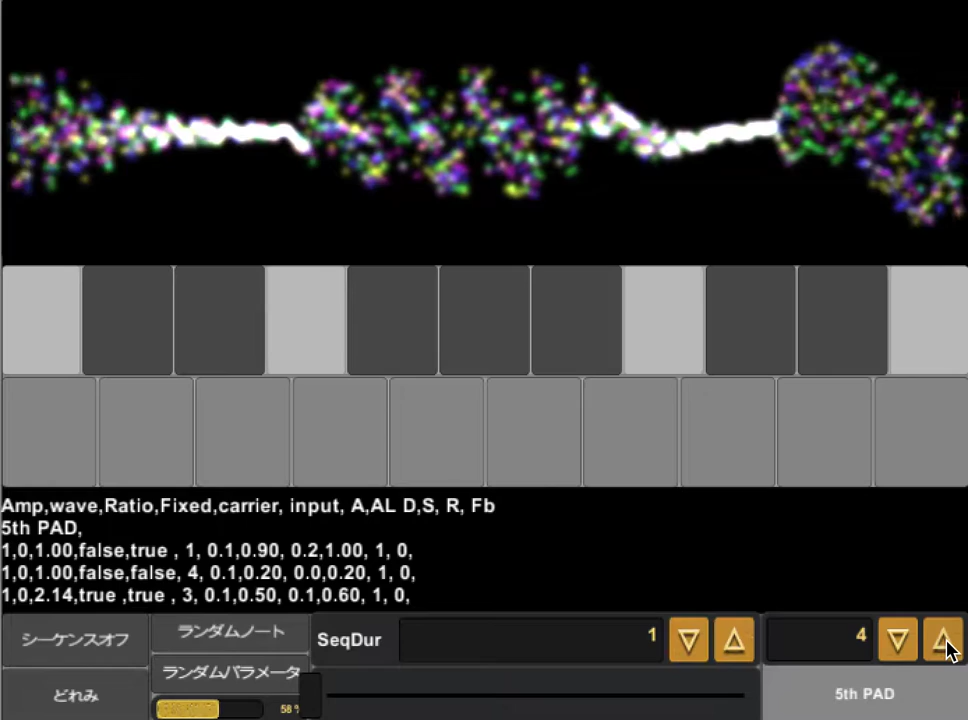 Amp,wave,Ratio,Fixed,carrier, input, A,AL D,S, R, Fb
5th PAD,
1,0,1.00,false,true , 1, 0.1,0.90, 0.2,1.00, 1, 0,
1,0,1.00,false,false, 4, 0.1,0.20, 0.0,0.20, 1, 0,
1,0,2.14,true ,true , 3, 0.1,0.50, 0.1,0.60, 1, 0,
シーケンスオフ
ランダムノート
SeqDur
1
4
ランダムパラメータ
どれみ
58 %
5th PAD